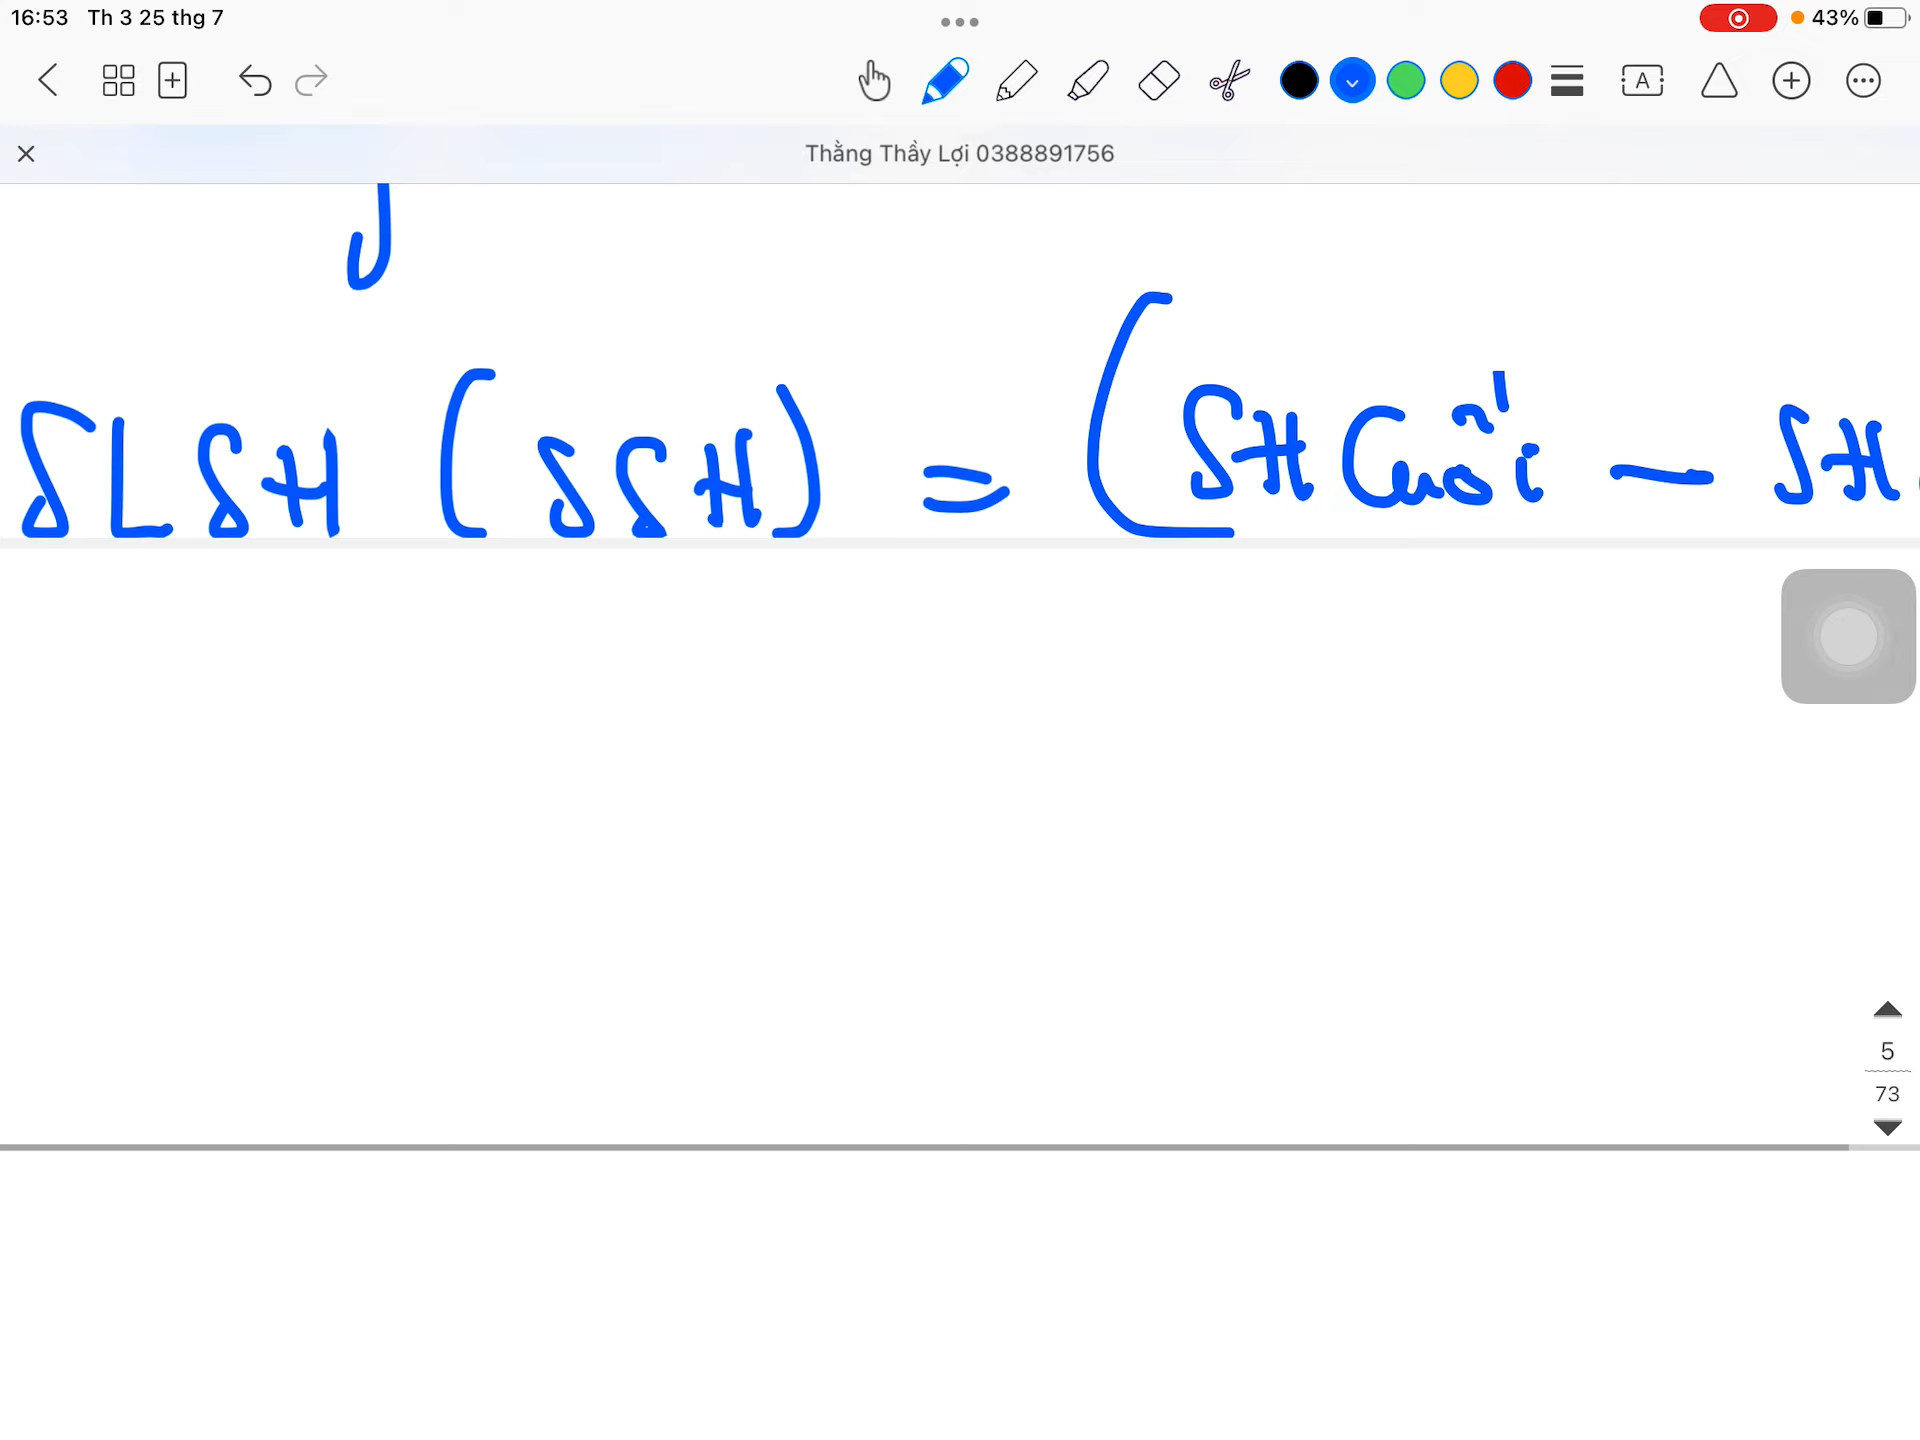 16:53 Th 3 25 thg 7
43%
A
Thằng Thầy Lợi 0388891756
SLSH (SSH) = (SH Cuối - SH
5
73